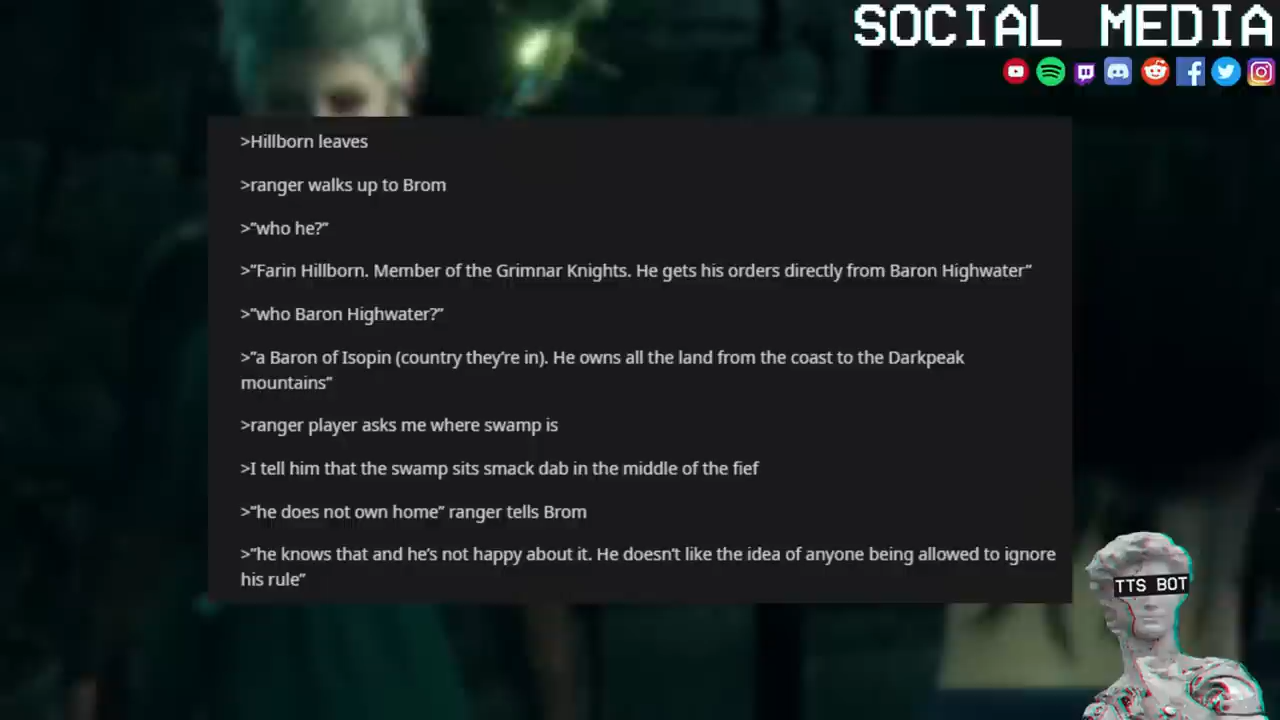 SOCIAL MEDIA
>Hillborn leaves
>ranger walks up to Brom
>”who he?”
>”Farin Hillborn. Member of the Grimnar Knights. He gets his orders directly from Baron Highwater”
>”who Baron Highwater?”
>”a Baron of Isopin (country they’re in). He owns all the land from the coast to the Darkpeak
mountains”
>ranger player asks me where swamp is
>I tell him that the swamp sits smack dab in the middle of the fief
>”he does not own home” ranger tells Brom
>”he knows that and he’s not happy about it. He doesn’t like the idea of anyone being allowed to ignore
his rule”
TTS BOT